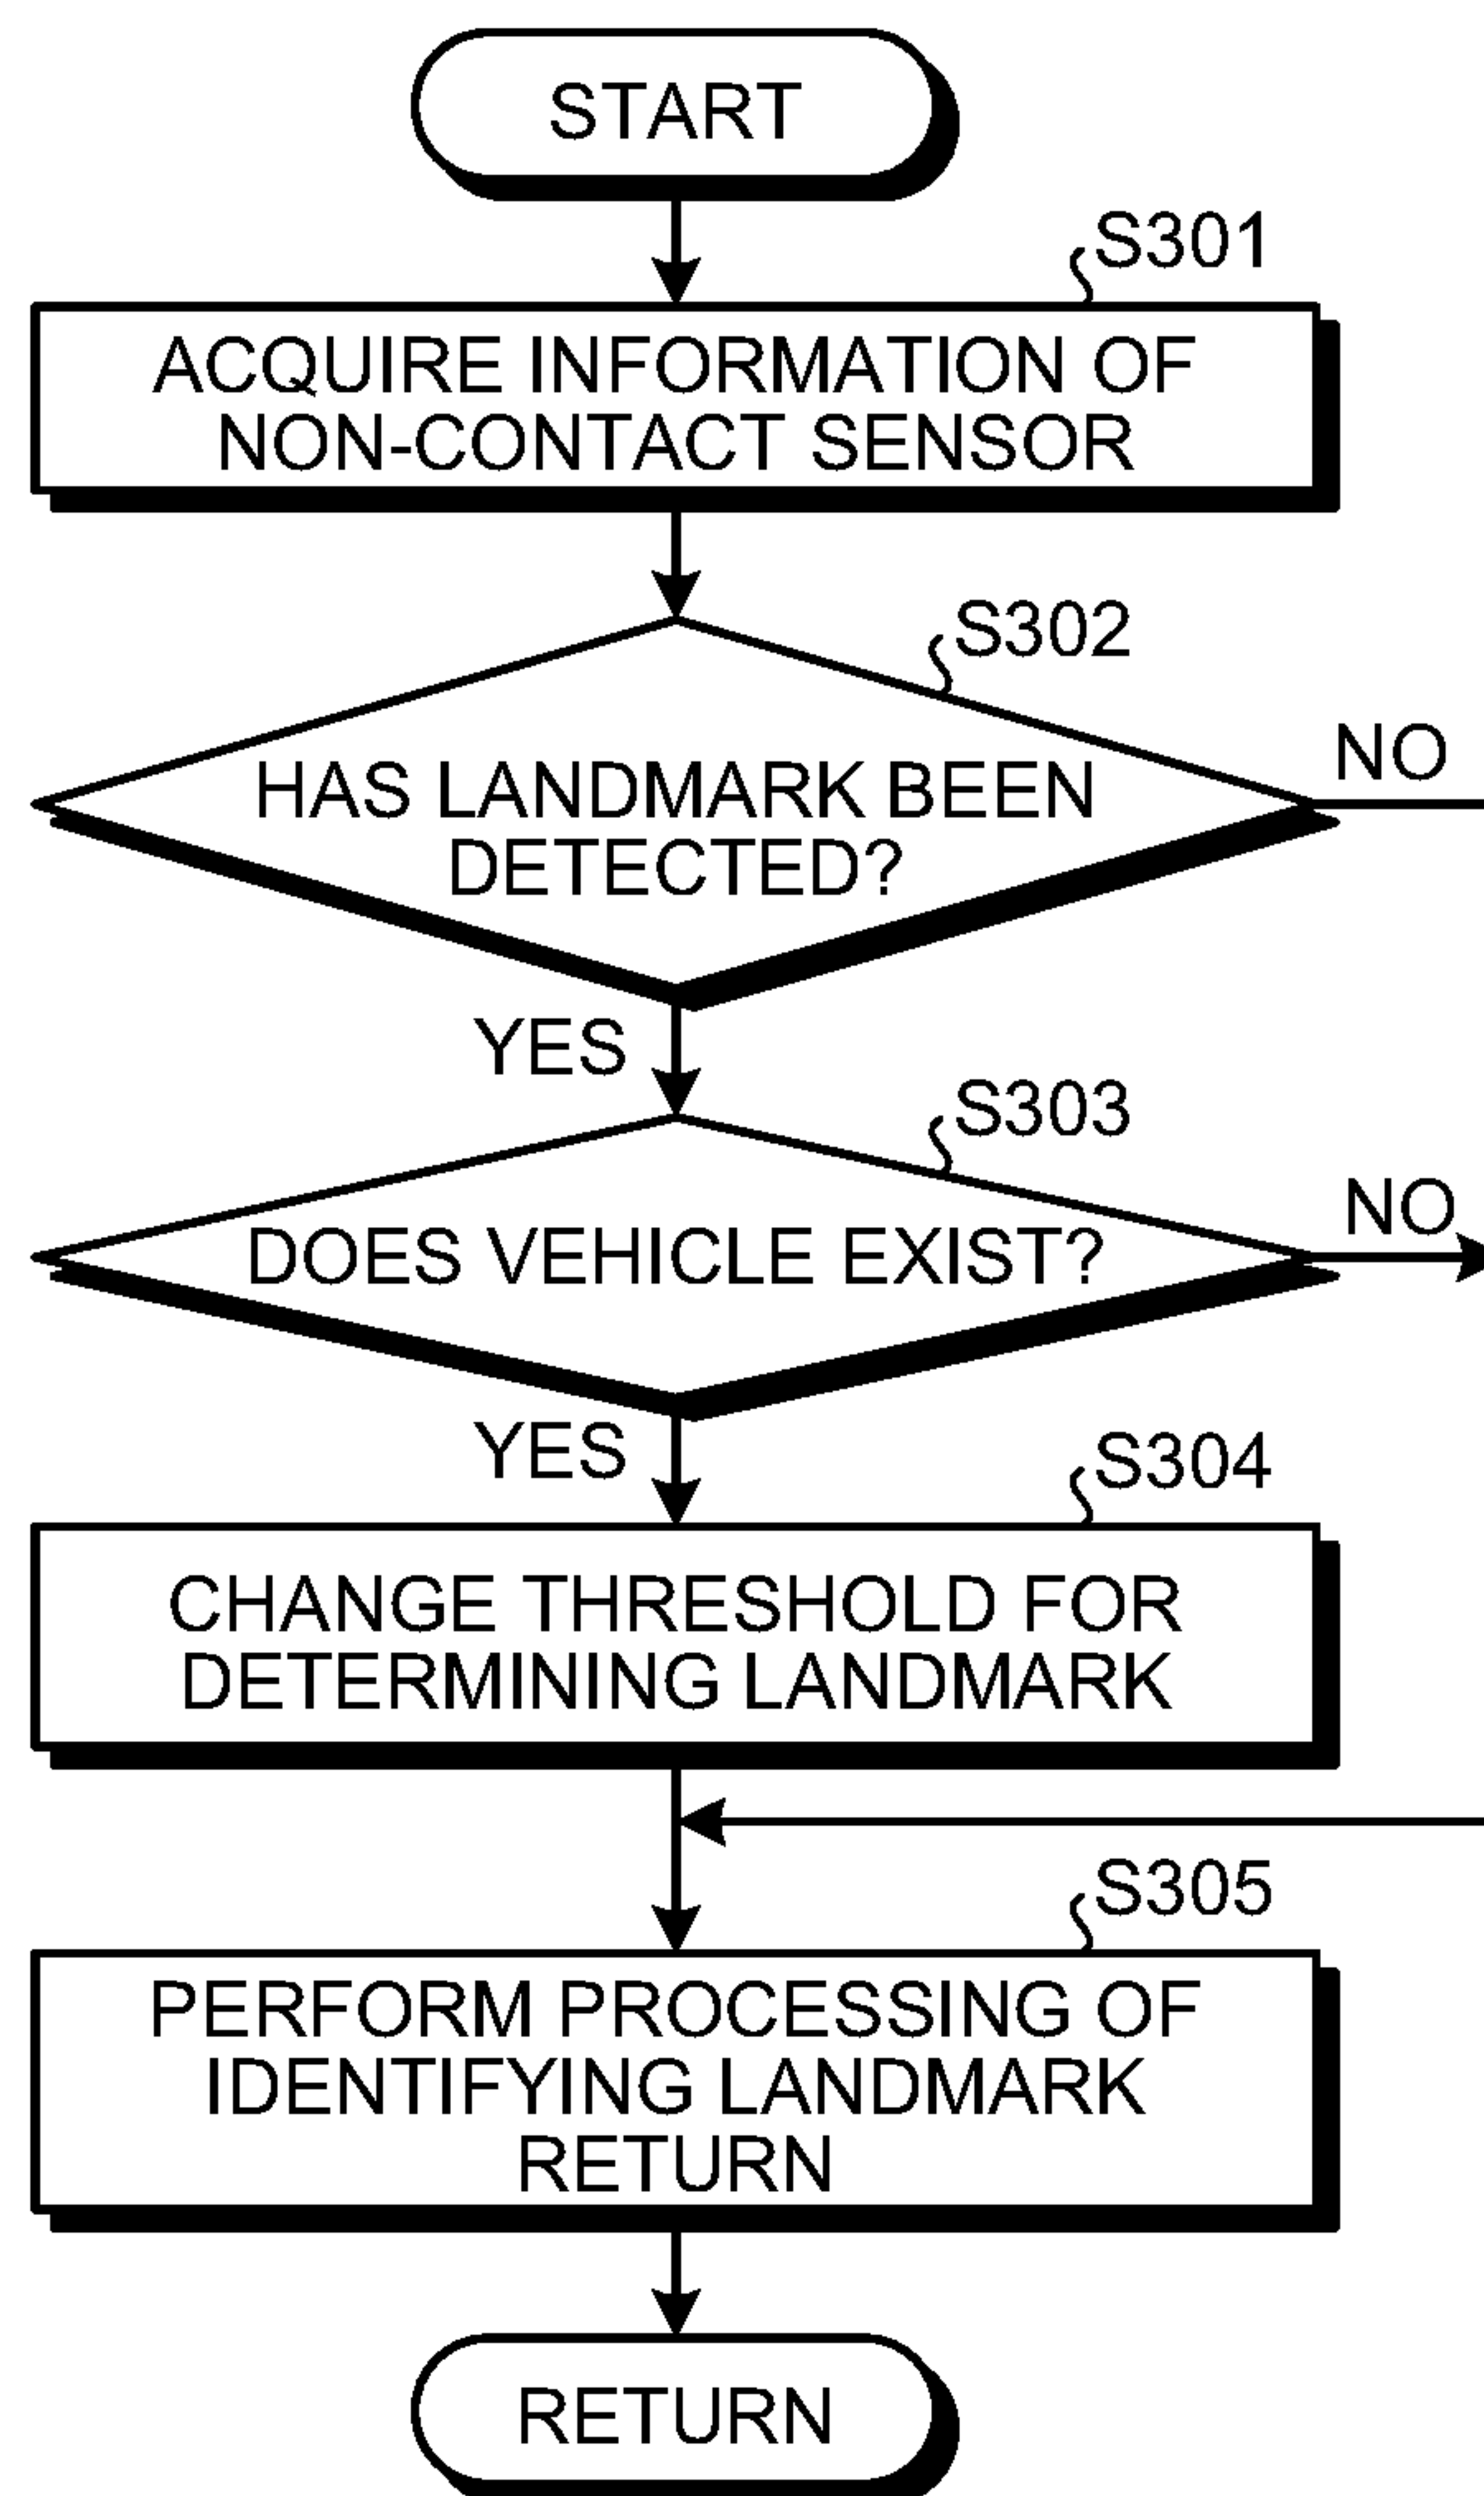 START
S301
ACQUIRE INFORMATION OF
NON-CONTACT SENSOR
S302
NO
HAS LANDMARK BEEN
DETECTED?
YES
S303
NO
DOES VEHICLE EXIST?
YES
S304
CHANGE THRESHOLD FOR
DETERMINING LANDMARK
S305
PERFORM PROCESSING OF
IDENTIFYING LANDMARK
RETURN
RETURN